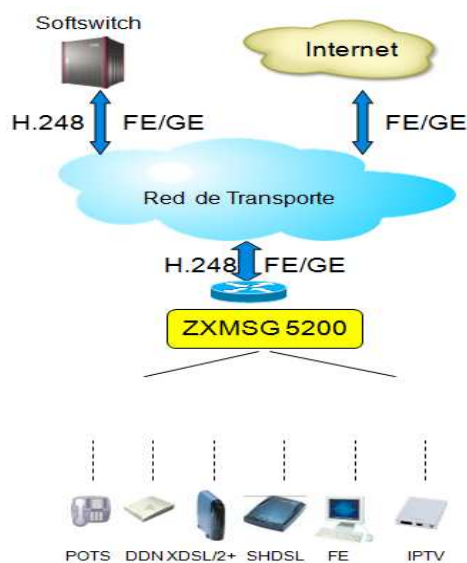 Softswitch
Internet
H.248 FE/GE
FE/GE
Red de Transporte
H.248 FE/GE
ZXMSG 5200
POTS DDN XDSL/2+ SHDSL FE IPTV